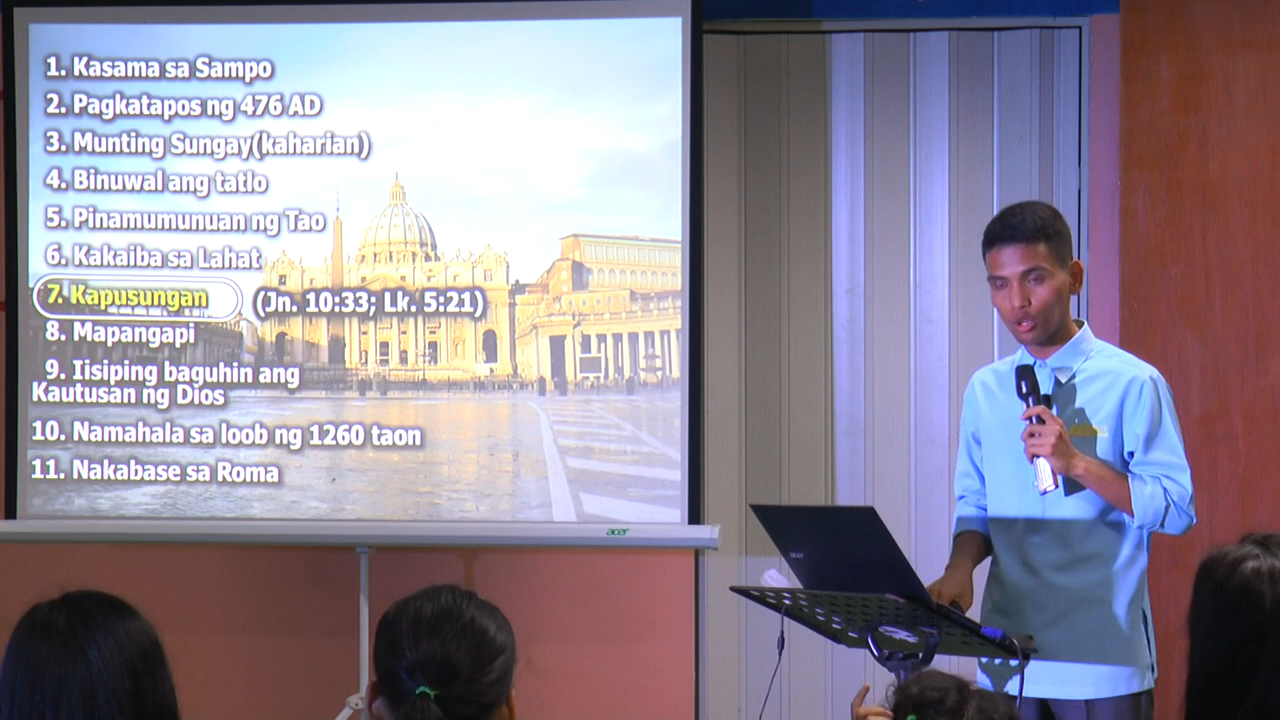 1. Kasama sa Sampo
2. Pagkatapos ng 476 AD
3. Munting Sungay(kaharian)
4. Binuwal ang tatlo
5. Pinamumunuan ng Tao
6. Kakaiba sa Lahat
7. Kapusungan (Jn. 10:33; Lk. 5:21)
8. Mapangapi
9. Iisiping baguhin ang
Kautusan ng Dios
10. Namahala sa loob ng 1260 taon
11. Nakabase sa Roma
acer